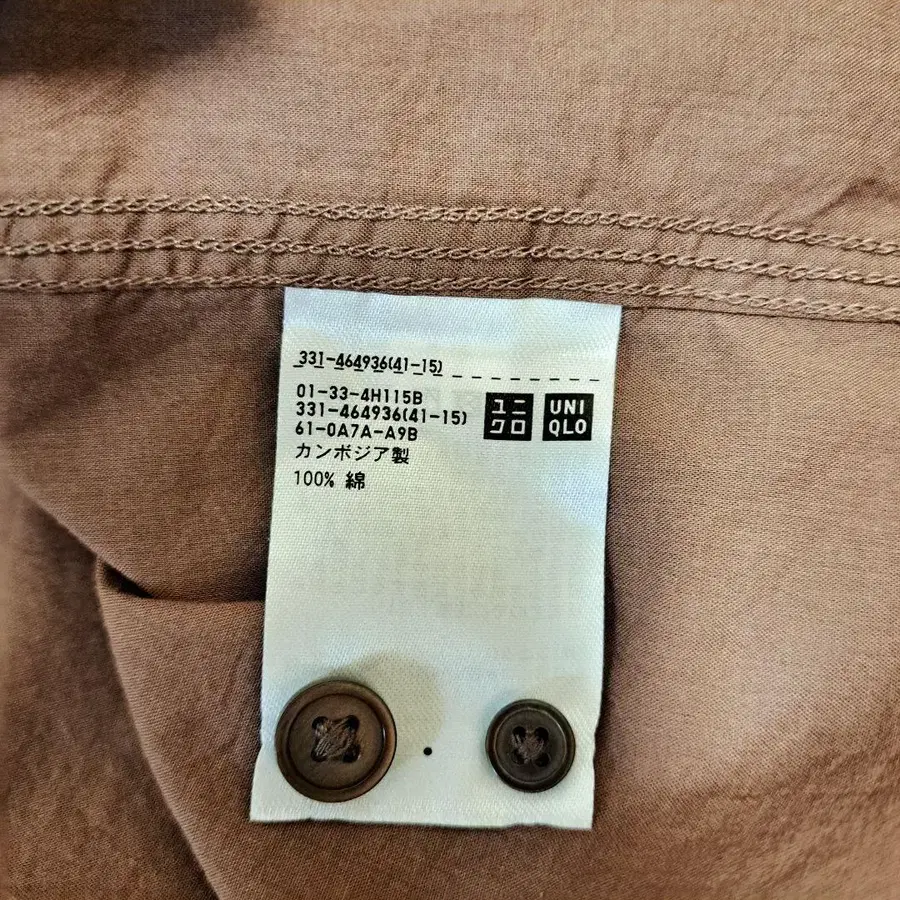 331-464936(41-15)
01-33-4H115B
331-464936(41-15)
61-0A7A-A9B
カンボジア製
100% 綿
ユニ
クロ
UNI
QLO